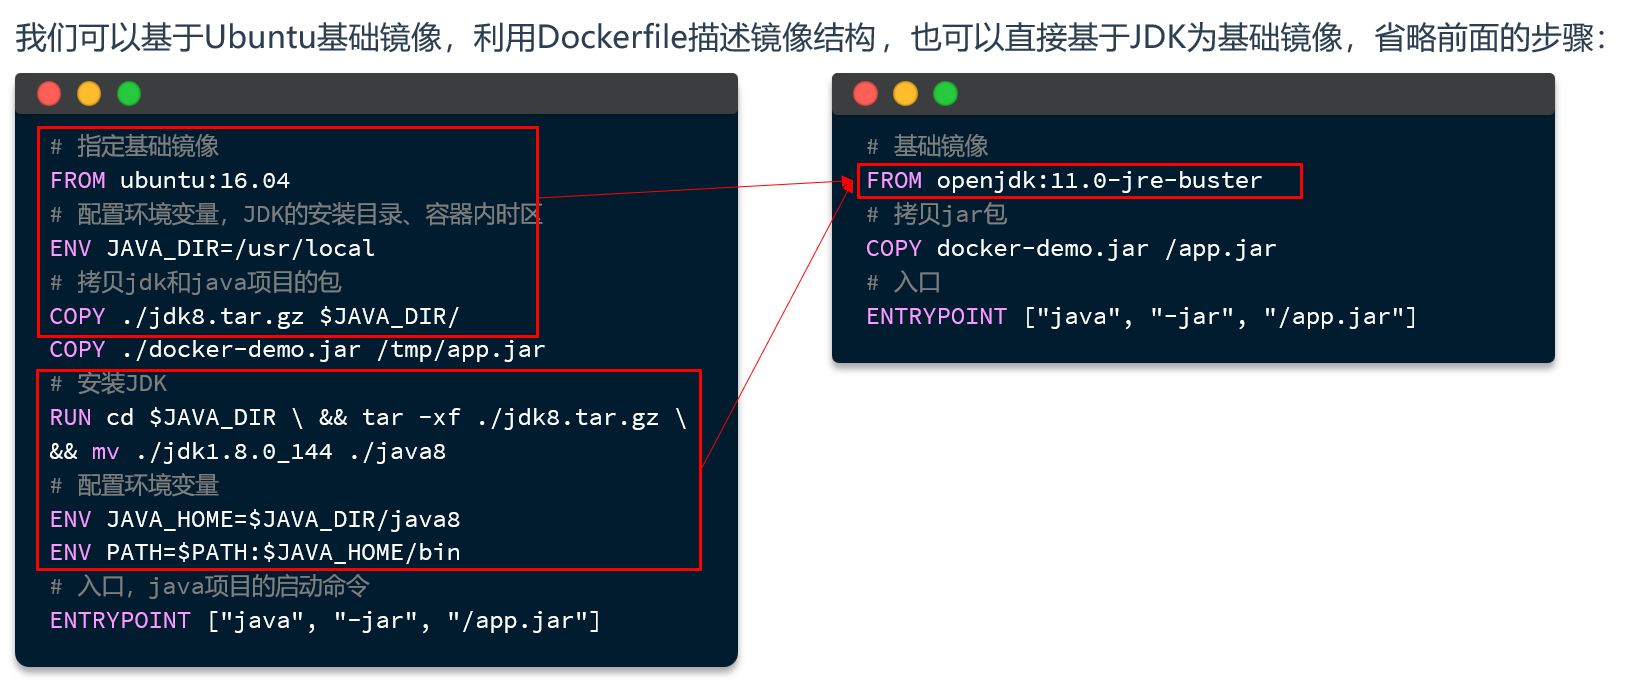 我们可以基于Ubuntu基础镜像，利用Dockerfile描述镜像结构，也可以直接基于JDK为基础镜像，省略前面的步骤：
# 指定基础镜像
FROM ubuntu:16.04
# 配置环境变量，JDK的安装目录、容器内时区
ENV JAVA_DIR=/usr/local
# 拷贝jdk和java项目的包
COPY ./jdk8.tar.gz $JAVA_DIR/
COPY ./docker-demo.jar /tmp/app.jar
# 安装JDK
RUN cd $JAVA_DIR \ && tar -xf ./jdk8.tar.gz \
&& mv ./jdk1.8.0_144 ./java8
# 配置环境变量
ENV JAVA_HOME=$JAVA_DIR/java8
ENV PATH=$PATH:$JAVA_HOME/bin
# 入口，java项目的启动命令
ENTRYPOINT ["java", "-jar", "/app.jar"]
# 基础镜像
FROM openjdk:11.0-jre-buster
# 拷贝jar包
COPY docker-demo.jar /app.jar
# 入口
ENTRYPOINT ["java", "-jar", "/app.jar"]